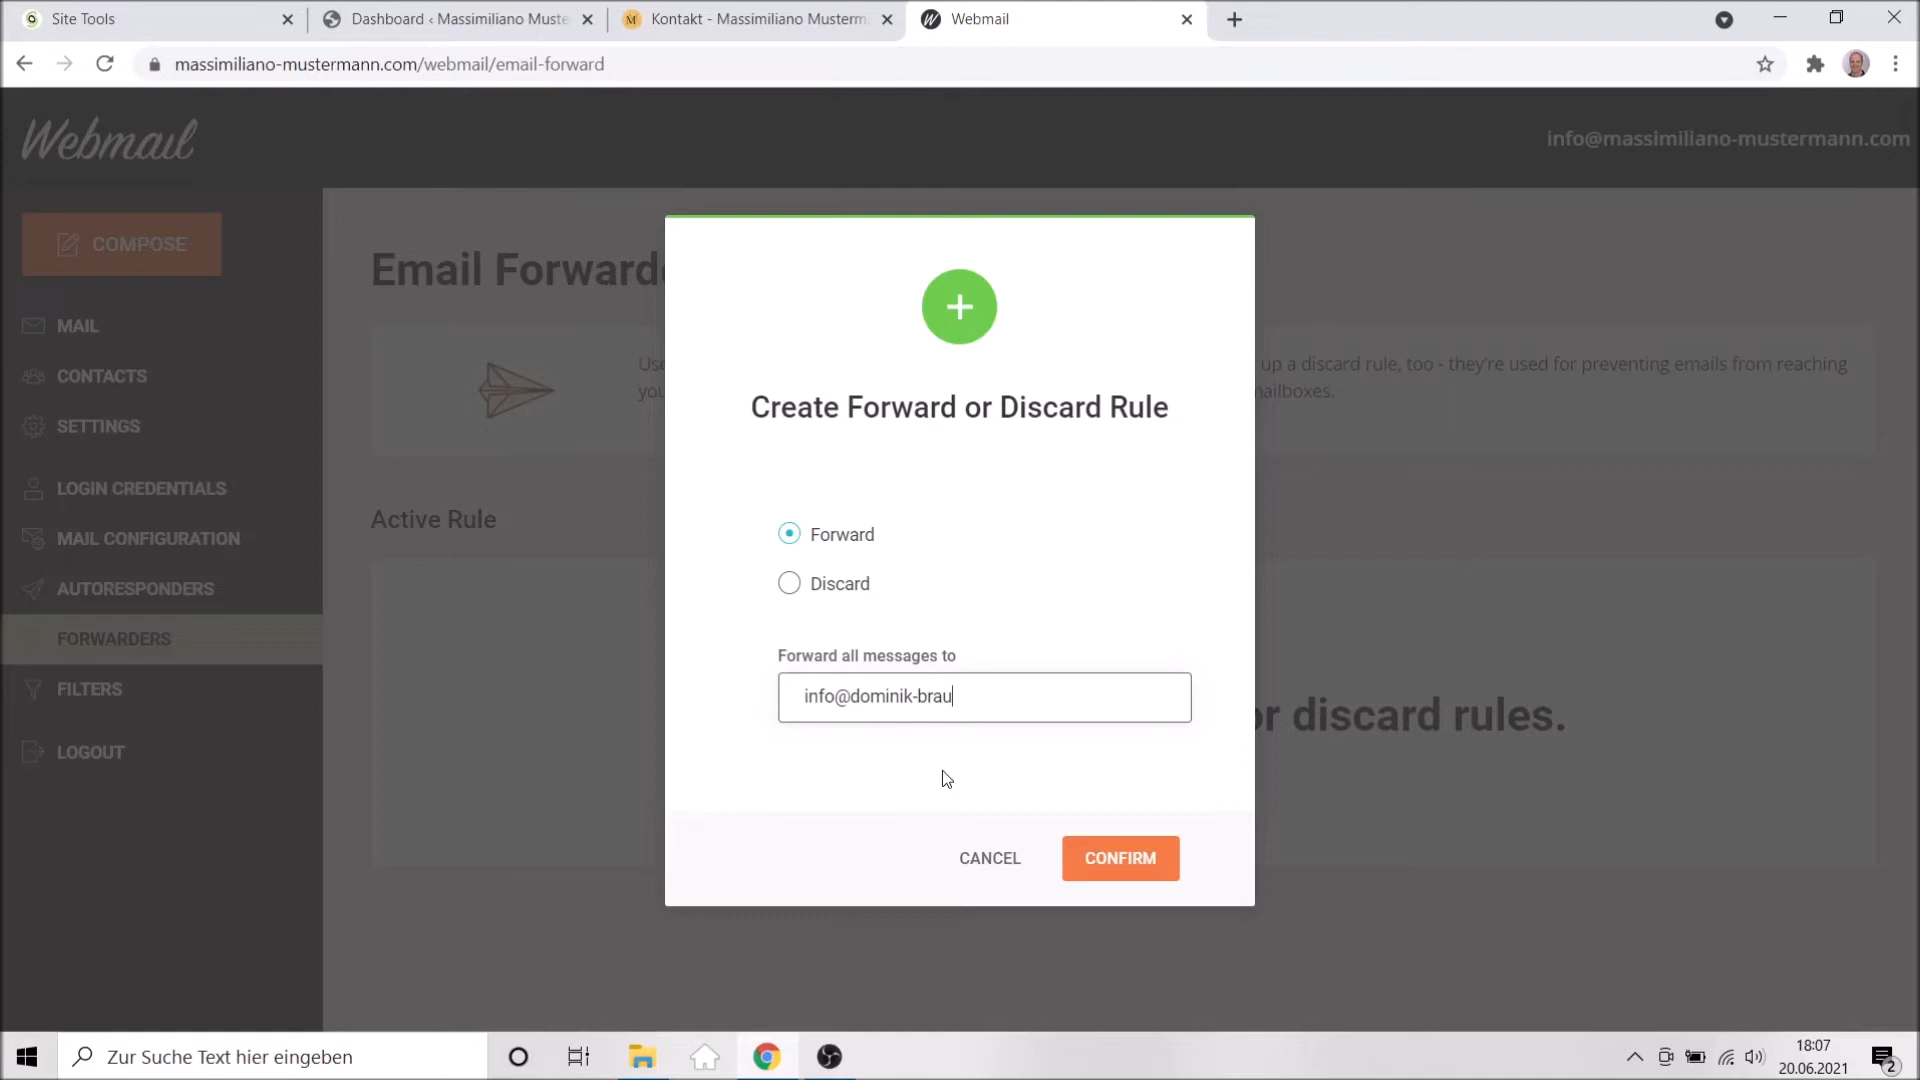 Site Tools
Dashboard ‹ Massimiliano Muste
Kontakt - Massimiliano Musterm
Webmail
massimiliano-mustermann.com/webmail/email-forward
Webmail
info@massimiliano-mustermann.com
COMPOSE
MAIL
CONTACTS
SETTINGS
LOGIN CREDENTIALS
MAIL CONFIGURATION
AUTORESPONDERS
FORWARDERS
FILTERS
LOGOUT
Email Forward
up a discard rule, too - they're used for preventing emails from reaching
Active Rule
or discard rules.
Create Forward or Discard Rule
Forward
Discard
Forward all messages to
info@dominik-brau
CANCEL
CONFIRM
Zur Suche Text hier eingeben
18:07
20.06.2021
2